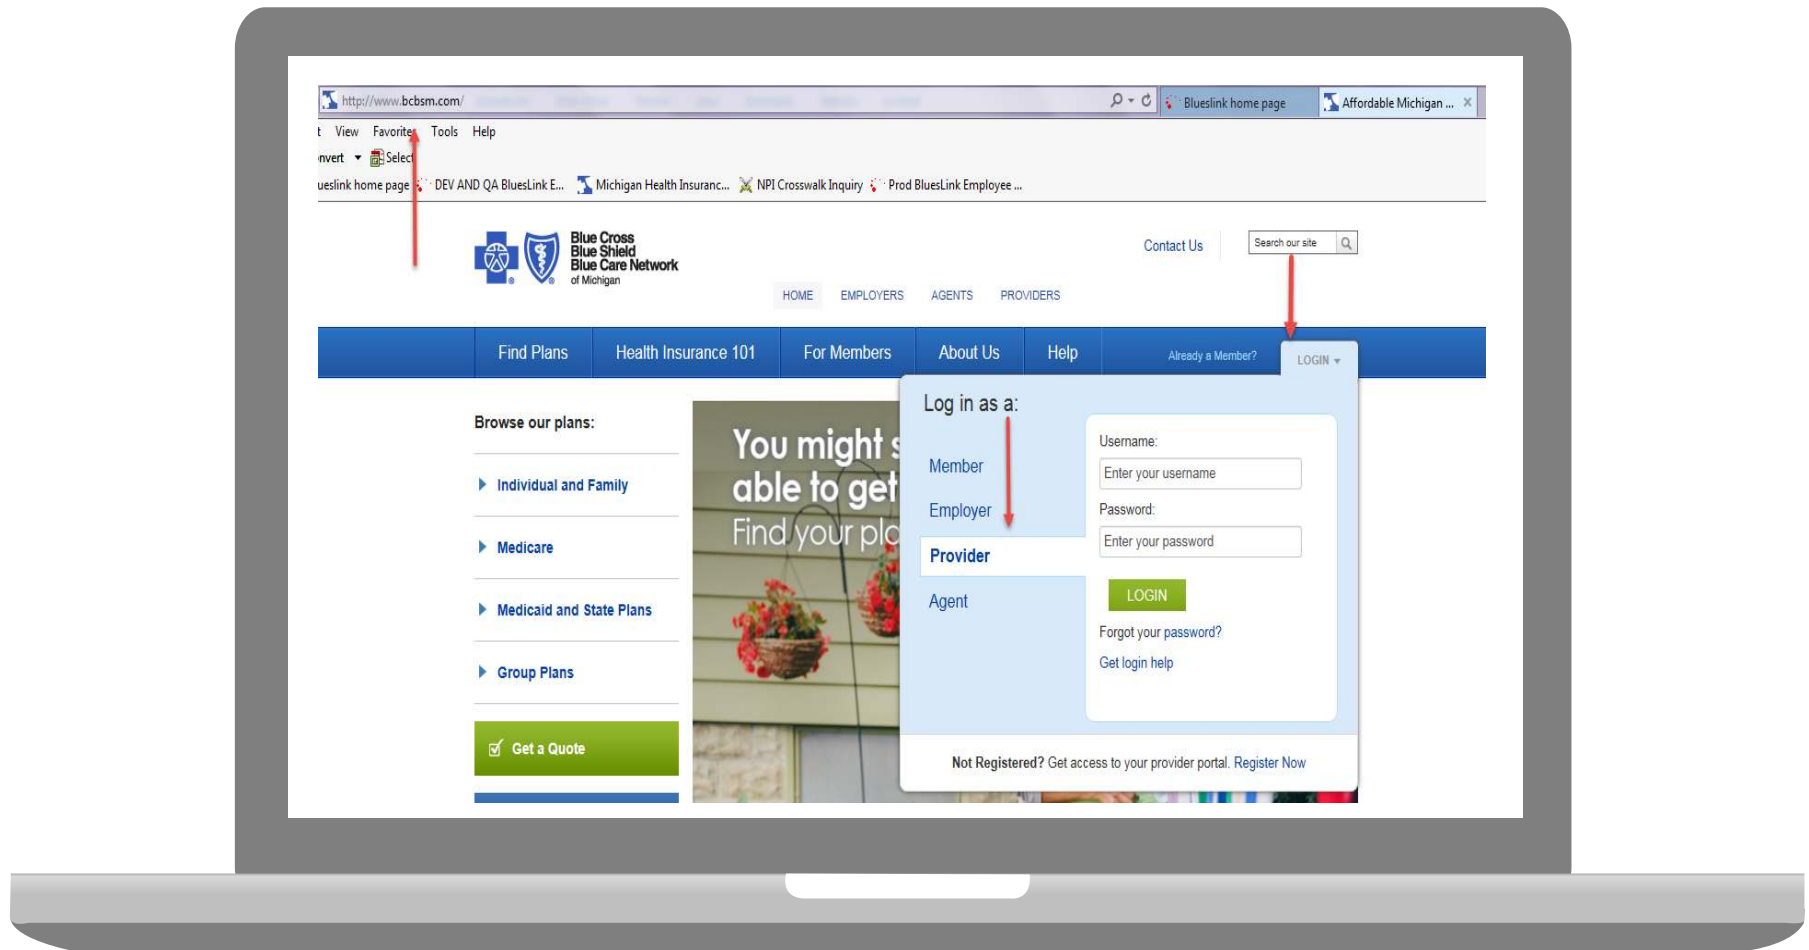 http://www.bcbsm.com/
Blueslink home page
Affordable Michigan ...
t View Favorites Tools Help
nvert Select
ueslink home page DEV AND QA BluesLink E... Michigan Health Insuranc... NPI Crosswalk Inquiry Prod BluesLink Employee ...
Blue Cross
Blue Shield
Blue Care Network
of Michigan
Contact Us
Search our site
HOME EMPLOYERS AGENTS PROVIDERS
Find Plans Health Insurance 101 For Members About Us Help Already a Member? LOGIN
Browse our plans:
Individual and Family
Medicare
Medicaid and State Plans
Group Plans
Get a Quote
You might s
able to get
Find your pla
Log in as a:
Member
Employer
Provider
Agent
Username:
Enter your username
Password:
Enter your password
LOGIN
Forgot your password?
Get login help
Not Registered? Get access to your provider portal. Register Now